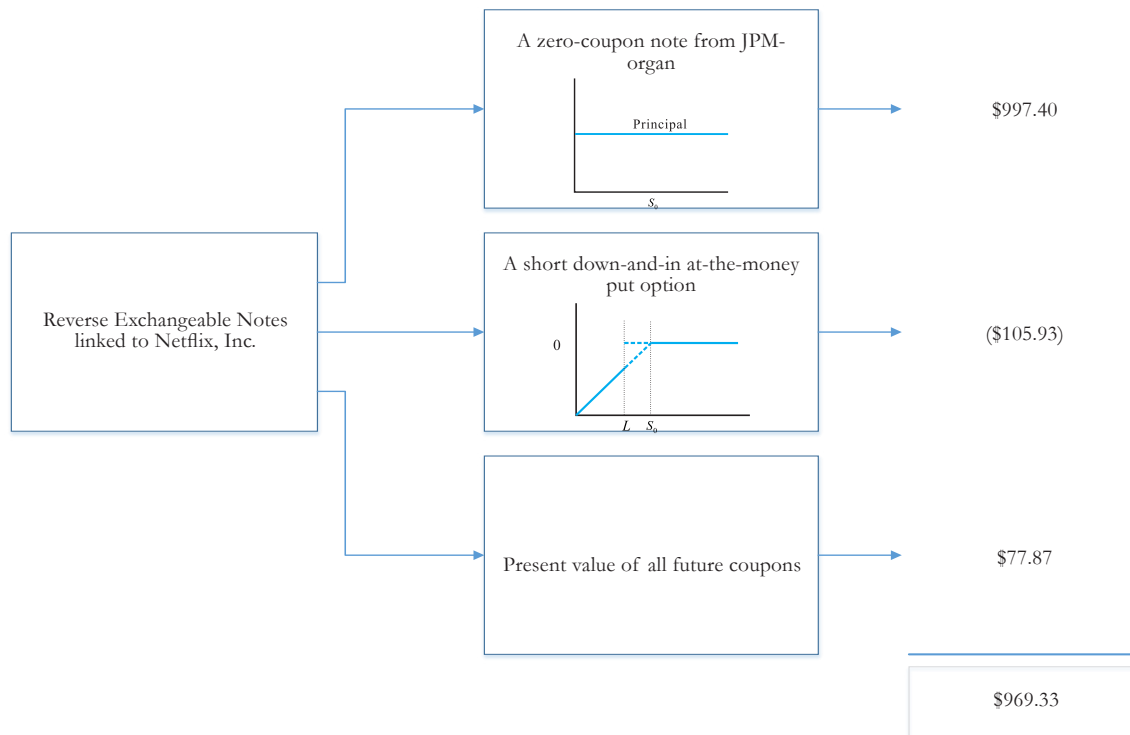 A zero-coupon note from JPM-
organ
Principal
S₀
$997.40
Reverse Exchangeable Notes
linked to Netflix, Inc.
A short down-and-in at-the-money
put option
0
L S₀
($105.93)
Present value of all future coupons
$77.87
$969.33